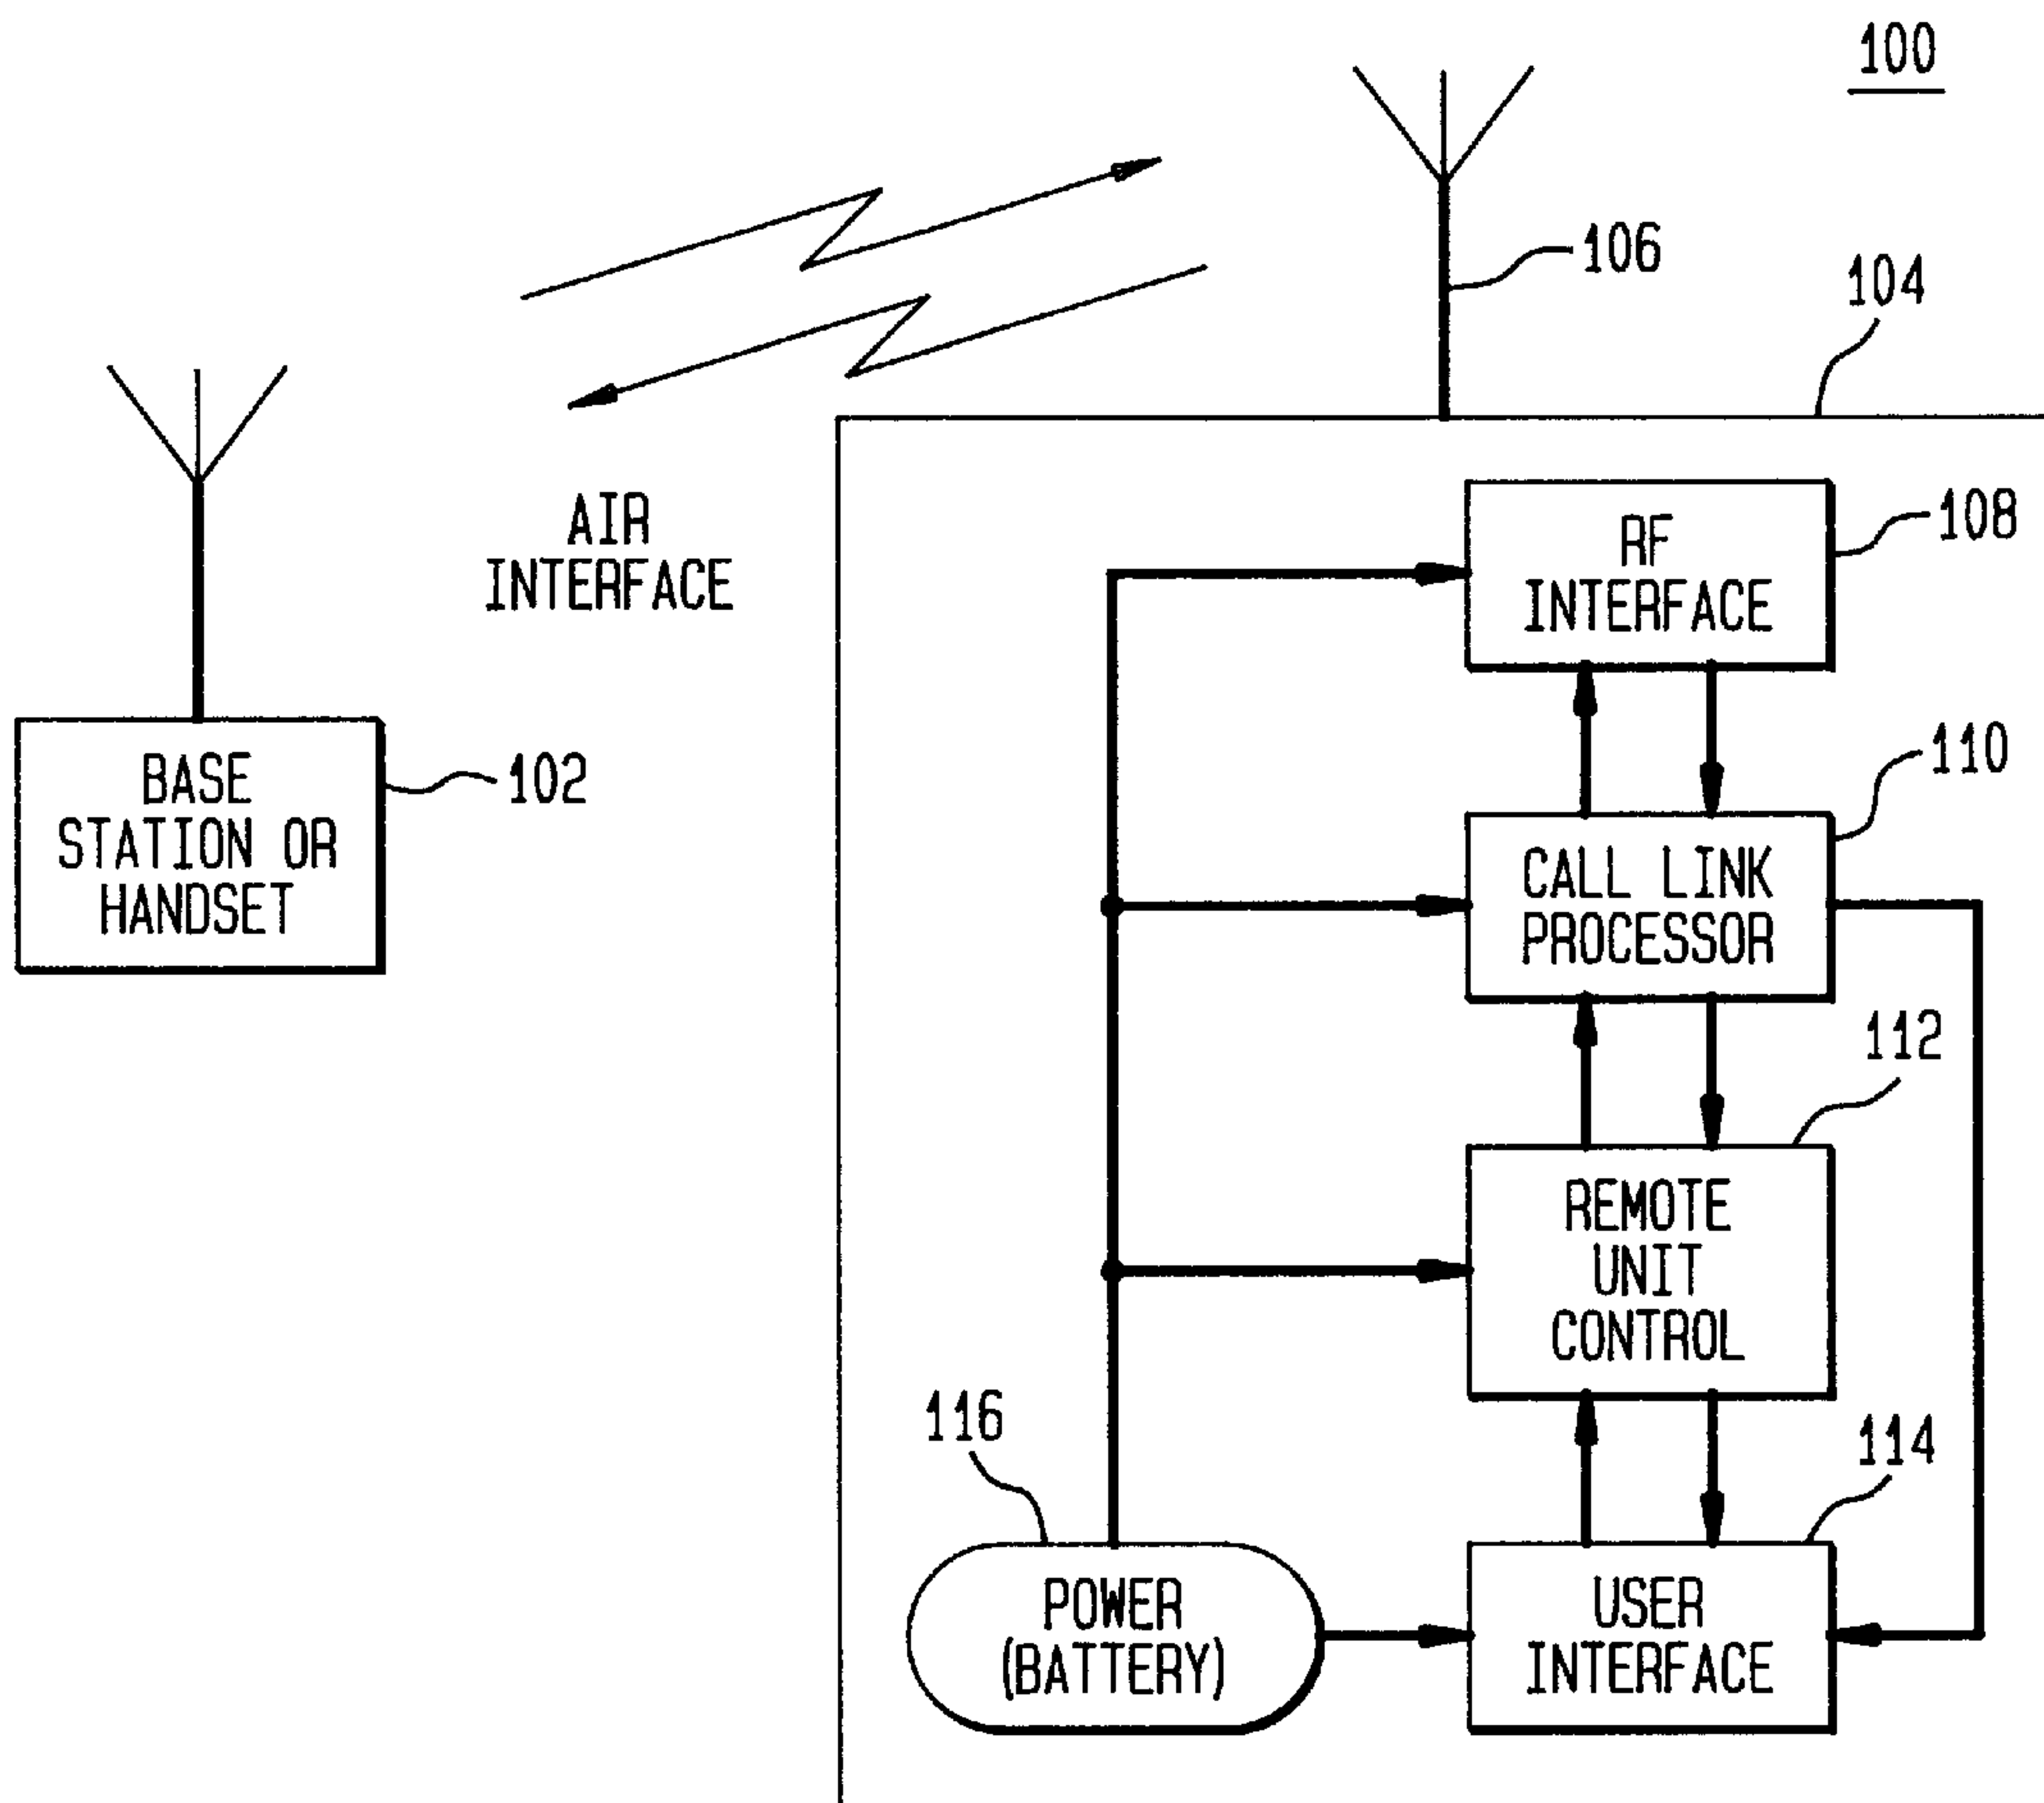 100
106
104
AIR
INTERFACE
RF
INTERFACE
108
BASE
STATION OR
HANDSET
102
110
CALL LINK
PROCESSOR
112
REMOTE
UNIT
CONTROL
116
114
POWER
(BATTERY)
USER
INTERFACE